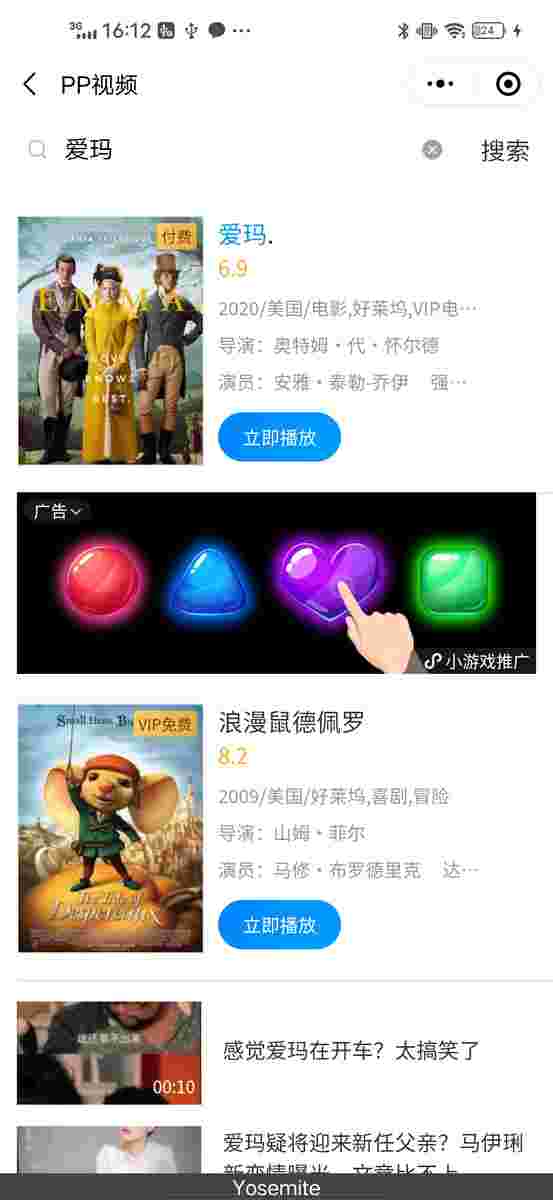 3G 16:12 24
PP视频
爱玛
搜索
付费
EMMA.
LOVE
KNOWS
BEST.
爱玛.
6.9
2020/美国/电影,好莱坞,VIP电…
导演：奥特姆·代·怀尔德
演员：安雅·泰勒-乔伊 强…
立即播放
广告
小游戏推广
VIP免费
Small Hero. B
The Tale of
Despereaux
浪漫鼠德佩罗
8.2
2009/美国/好莱坞,喜剧,冒险
导演：山姆·菲尔
演员：马修·布罗德里克 达…
立即播放
00:10
感觉爱玛在开车？太搞笑了
爱玛疑将迎来新任父亲？马伊琍
新恋情曝光，文章比不上
Yosemite